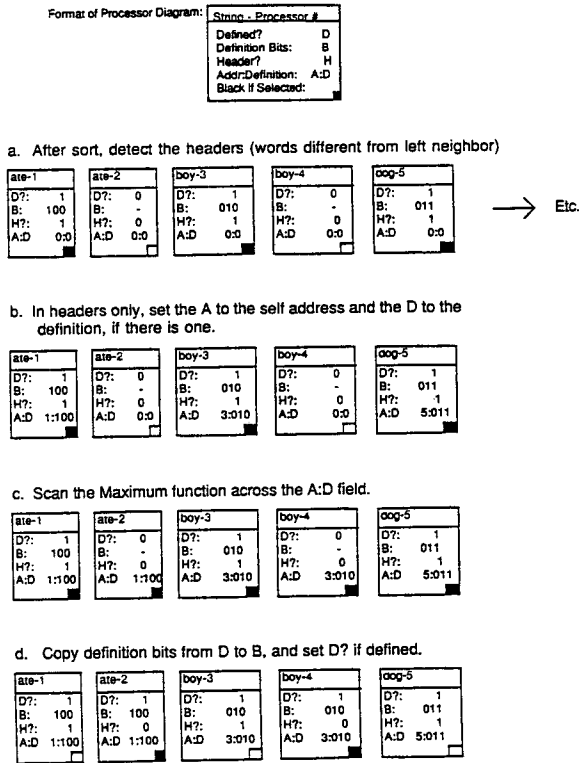 Format of Processor Diagram:
String - Processor #
Defined? D
Definition Bits: B
Header? H
Addr:Definition: A:D
Black If Selected:
a. After sort, detect the headers (words different from left neighbor)
ate-1
D?: 1
B: 100
H?: 1
A:D 0:0
ate-2
D?: 0
B: -
H?: 0
A:D 0:0
boy-3
D?: 1
B: 010
H?: 1
A:D 0:0
boy-4
D?: 0
B: -
H?: 0
A:D 0:0
dog-5
D?: 1
B: 011
H?: 1
A:D 0:0
Etc.
b. In headers only, set the A to the self address and the D to the
definition, if there is one.
ate-1
D?: 1
B: 100
H?: 1
A:D 1:100
ate-2
D?: 0
B: -
H?: 0
A:D 0:0
boy-3
D?: 1
B: 010
H?: 1
A:D 3:010
boy-4
D?: 0
B: -
H?: 0
A:D 0:0
dog-5
D?: 1
B: 011
H?: 1
A:D 5:011
c. Scan the Maximum function across the A:D field.
ate-1
D?: 1
B: 100
H?: 1
A:D 1:100
ate-2
D?: 0
B: -
H?: 0
A:D 1:100
boy-3
D?: 1
B: 010
H?: 1
A:D 3:010
boy-4
D?: 0
B: -
H?: 0
A:D 3:010
dog-5
D?: 1
B: 011
H?: 1
A:D 5:011
d. Copy definition bits from D to B, and set D? if defined.
ate-1
D?: 1
B: 100
H?: 1
A:D 1:100
ate-2
D?: 1
B: 100
H?: 0
A:D 1:100
boy-3
D?: 1
B: 010
H?: 1
A:D 3:010
boy-4
D?: 1
B: 010
H?: 0
A:D 3:010
dog-5
D?: 1
B: 011
H?: 1
A:D 5:011